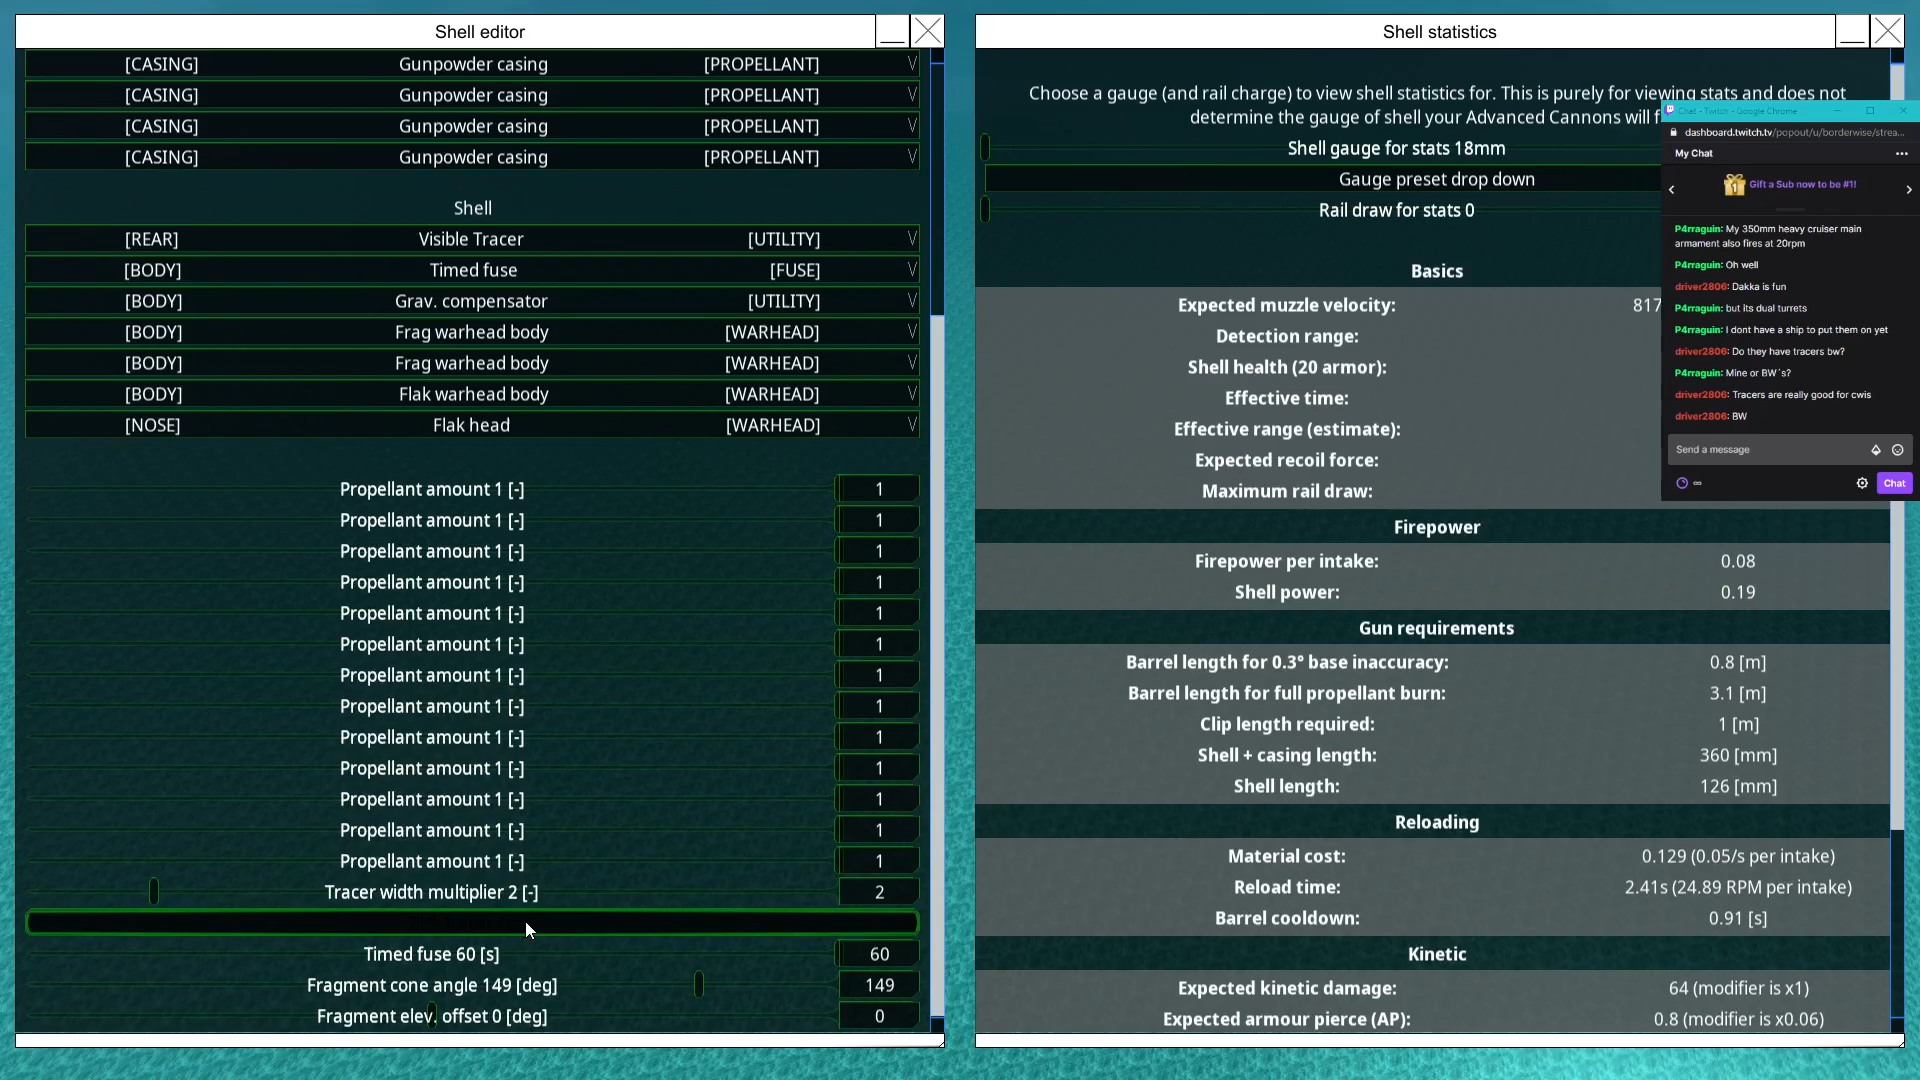 Shell editor
[CASING] Gunpowder casing [PROPELLANT] V
[CASING] Gunpowder casing [PROPELLANT] V
[CASING] Gunpowder casing [PROPELLANT] V
[CASING] Gunpowder casing [PROPELLANT] V
Shell
[REAR] Visible Tracer [UTILITY] V
[BODY] Timed fuse [FUSE] V
[BODY] Grav. compensator [UTILITY] V
[BODY] Frag warhead body [WARHEAD] V
[BODY] Frag warhead body [WARHEAD] V
[BODY] Flak warhead body [WARHEAD] V
[NOSE] Flak head [WARHEAD] V
Propellant amount 1 [-] 1
Propellant amount 1 [-] 1
Propellant amount 1 [-] 1
Propellant amount 1 [-] 1
Propellant amount 1 [-] 1
Propellant amount 1 [-] 1
Propellant amount 1 [-] 1
Propellant amount 1 [-] 1
Propellant amount 1 [-] 1
Propellant amount 1 [-] 1
Propellant amount 1 [-] 1
Propellant amount 1 [-] 1
Propellant amount 1 [-] 1
Tracer width multiplier 2 [-] 2
Timed fuse 60 [s] 60
Fragment cone angle 149 [deg] 149
Fragment elev. offset 0 [deg] 0
Shell statistics
Choose a gauge (and rail charge) to view shell statistics for. This is purely for viewing stats and does not
determine the gauge of shell your Advanced Cannons will f
Shell gauge for stats 18mm
Gauge preset drop down
Rail draw for stats 0
Basics
Expected muzzle velocity: 817
Detection range:
Shell health (20 armor):
Effective time:
Effective range (estimate):
Expected recoil force:
Maximum rail draw:
Firepower
Firepower per intake: 0.08
Shell power: 0.19
Gun requirements
Barrel length for 0.3° base inaccuracy: 0.8 [m]
Barrel length for full propellant burn: 3.1 [m]
Clip length required: 1 [m]
Shell + casing length: 360 [mm]
Shell length: 126 [mm]
Reloading
Material cost: 0.129 (0.05/s per intake)
Reload time: 2.41s (24.89 RPM per intake)
Barrel cooldown: 0.91 [s]
Kinetic
Expected kinetic damage: 64 (modifier is x1)
Expected armour pierce (AP): 0.8 (modifier is x0.06)
Chat - Twitch - Google Chrome
dashboard.twitch.tv/popout/u/borderwise/strea...
My Chat
1 Gift a Sub now to be #1!
P4rraguin: My 350mm heavy cruiser main
armament also fires at 20rpm
P4rraguin: Oh well
driver2806: Dakka is fun
P4rraguin: but its dual turrets
P4rraguin: I dont have a ship to put them on yet
driver2806: Do they have tracers bw?
P4rraguin: Mine or BW´s?
driver2806: Tracers are really good for cwis
driver2806: BW
Send a message
∞
Chat